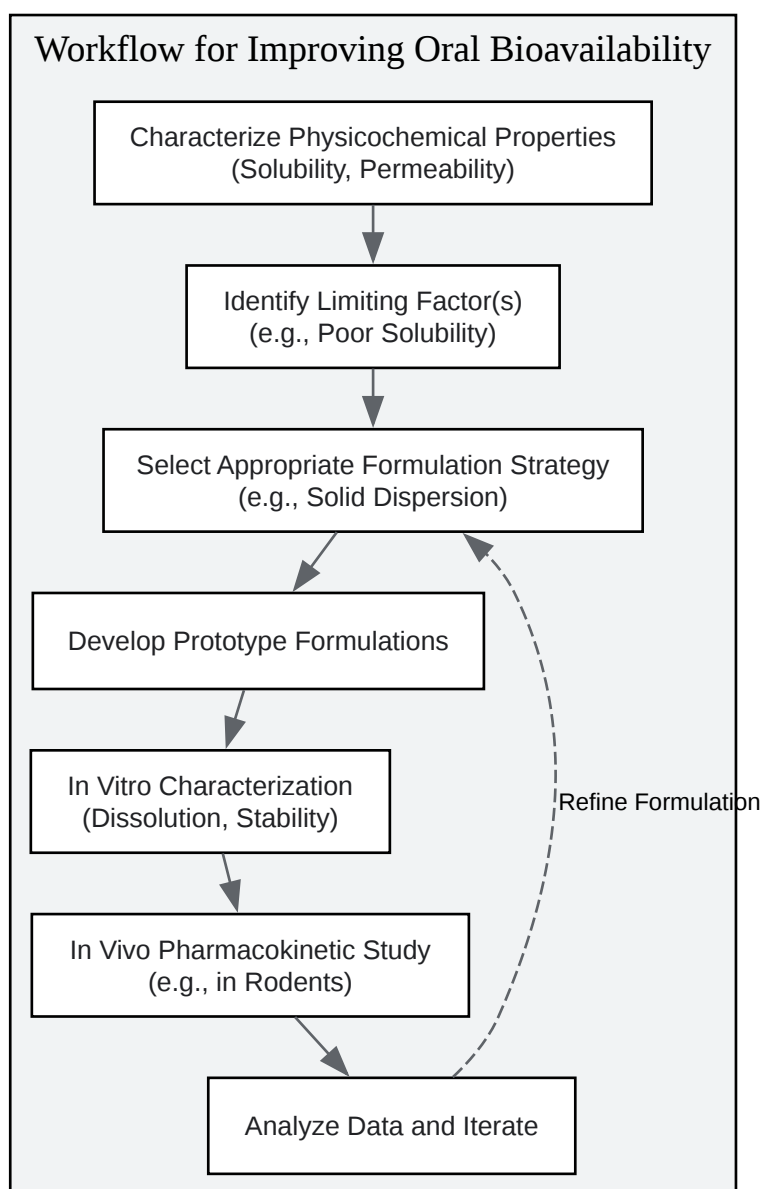 Workflow for Improving Oral Bioavailability
Characterize Physicochemical Properties
(Solubility, Permeability)
Identify Limiting Factor(s)
(e.g., Poor Solubility)
Select Appropriate Formulation Strategy
(e.g., Solid Dispersion)
Develop Prototype Formulations
In Vitro Characterization
(Dissolution, Stability)
Refine Formulation
In Vivo Pharmacokinetic Study
(e.g., in Rodents)
Analyze Data and Iterate